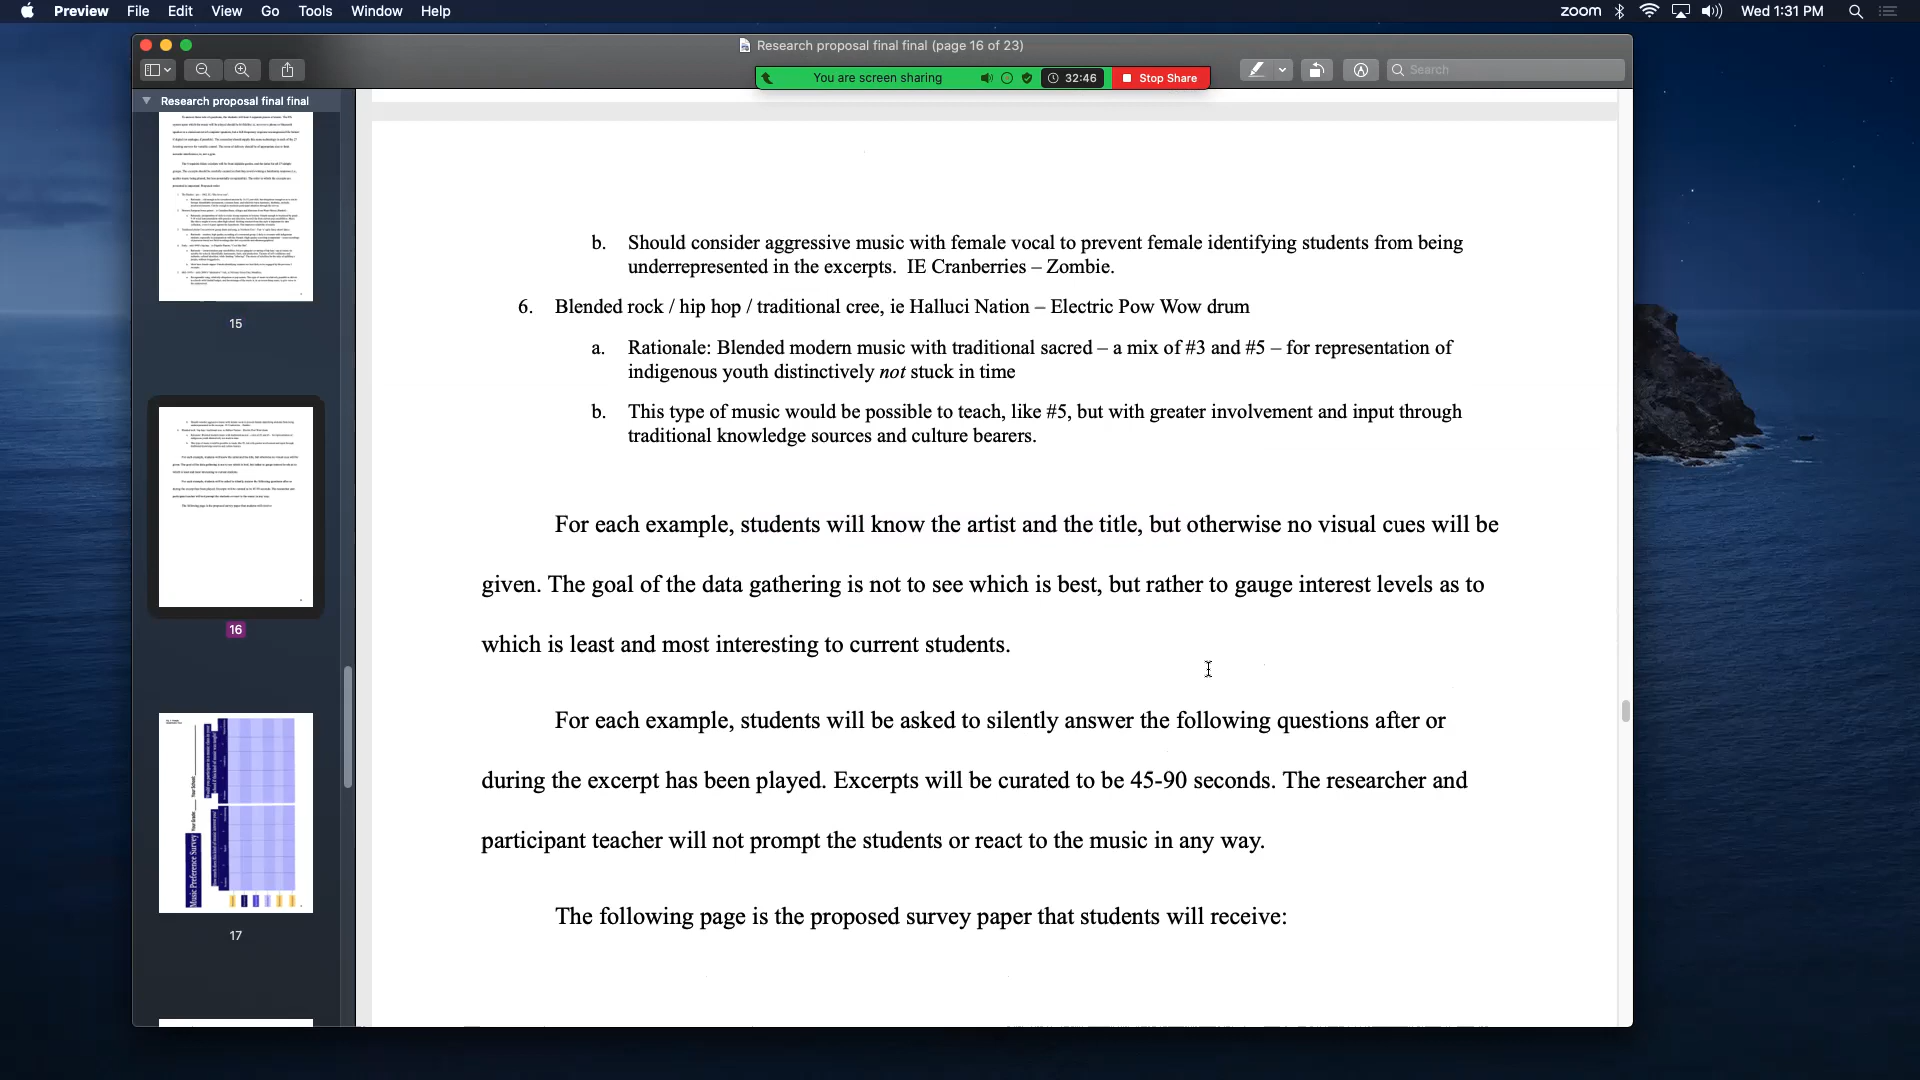 Preview File Edit View Go Tools Window Help
zoom Wed 1:31 PM
Research proposal final final (page 16 of 23)
You are screen sharing 32:46 Stop Share
Search
Research proposal final final
15
16
Music Preference Survey
Your Grade: Your School:
17
b. Should consider aggressive music with female vocal to prevent female identifying students from being
underrepresented in the excerpts. IE Cranberries – Zombie.
6. Blended rock / hip hop / traditional cree, ie Halluci Nation – Electric Pow Wow drum
a. Rationale: Blended modern music with traditional sacred – a mix of #3 and #5 – for representation of
indigenous youth distinctively not stuck in time
b. This type of music would be possible to teach, like #5, but with greater involvement and input through
traditional knowledge sources and culture bearers.
For each example, students will know the artist and the title, but otherwise no visual cues will be
given. The goal of the data gathering is not to see which is best, but rather to gauge interest levels as to
which is least and most interesting to current students.
For each example, students will be asked to silently answer the following questions after or
during the excerpt has been played. Excerpts will be curated to be 45-90 seconds. The researcher and
participant teacher will not prompt the students or react to the music in any way.
The following page is the proposed survey paper that students will receive: